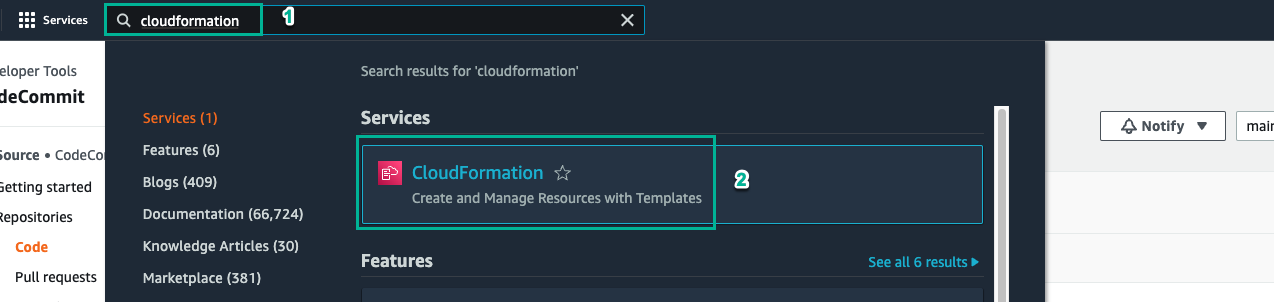 Services
cloudformation
1
Search results for 'cloudformation'
eloper Tools
deCommit
Source • CodeCom
Getting started
Repositories
Code
Pull requests
Services (1)
Features (6)
Blogs (409)
Documentation (66,724)
Knowledge Articles (30)
Marketplace (381)
Services
CloudFormation
Create and Manage Resources with Templates
2
Features
See all 6 results
Notify
main